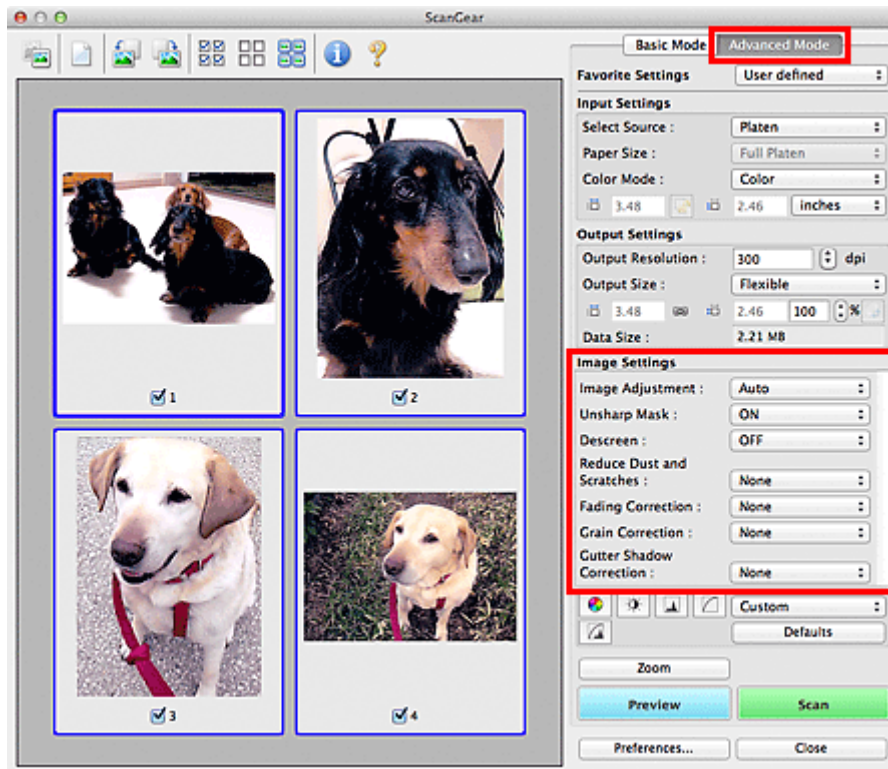 ScanGear
Basic Mode Advanced Mode
Favorite Settings User defined
Input Settings
Select Source : Platen
Paper Size : Full Platen
Color Mode : Color
3.48 2.46 inches
Output Settings
Output Resolution : 300 dpi
Output Size : Flexible
3.48 2.46 100 %
Data Size : 2.21 MB
Image Settings
Image Adjustment : Auto
Unsharp Mask : ON
Descreen : OFF
Reduce Dust and
Scratches : None
Fading Correction : None
Grain Correction : None
Gutter Shadow
Correction : None
Custom
Defaults
Zoom
Preview Scan
Preferences... Close
1
2
3
4